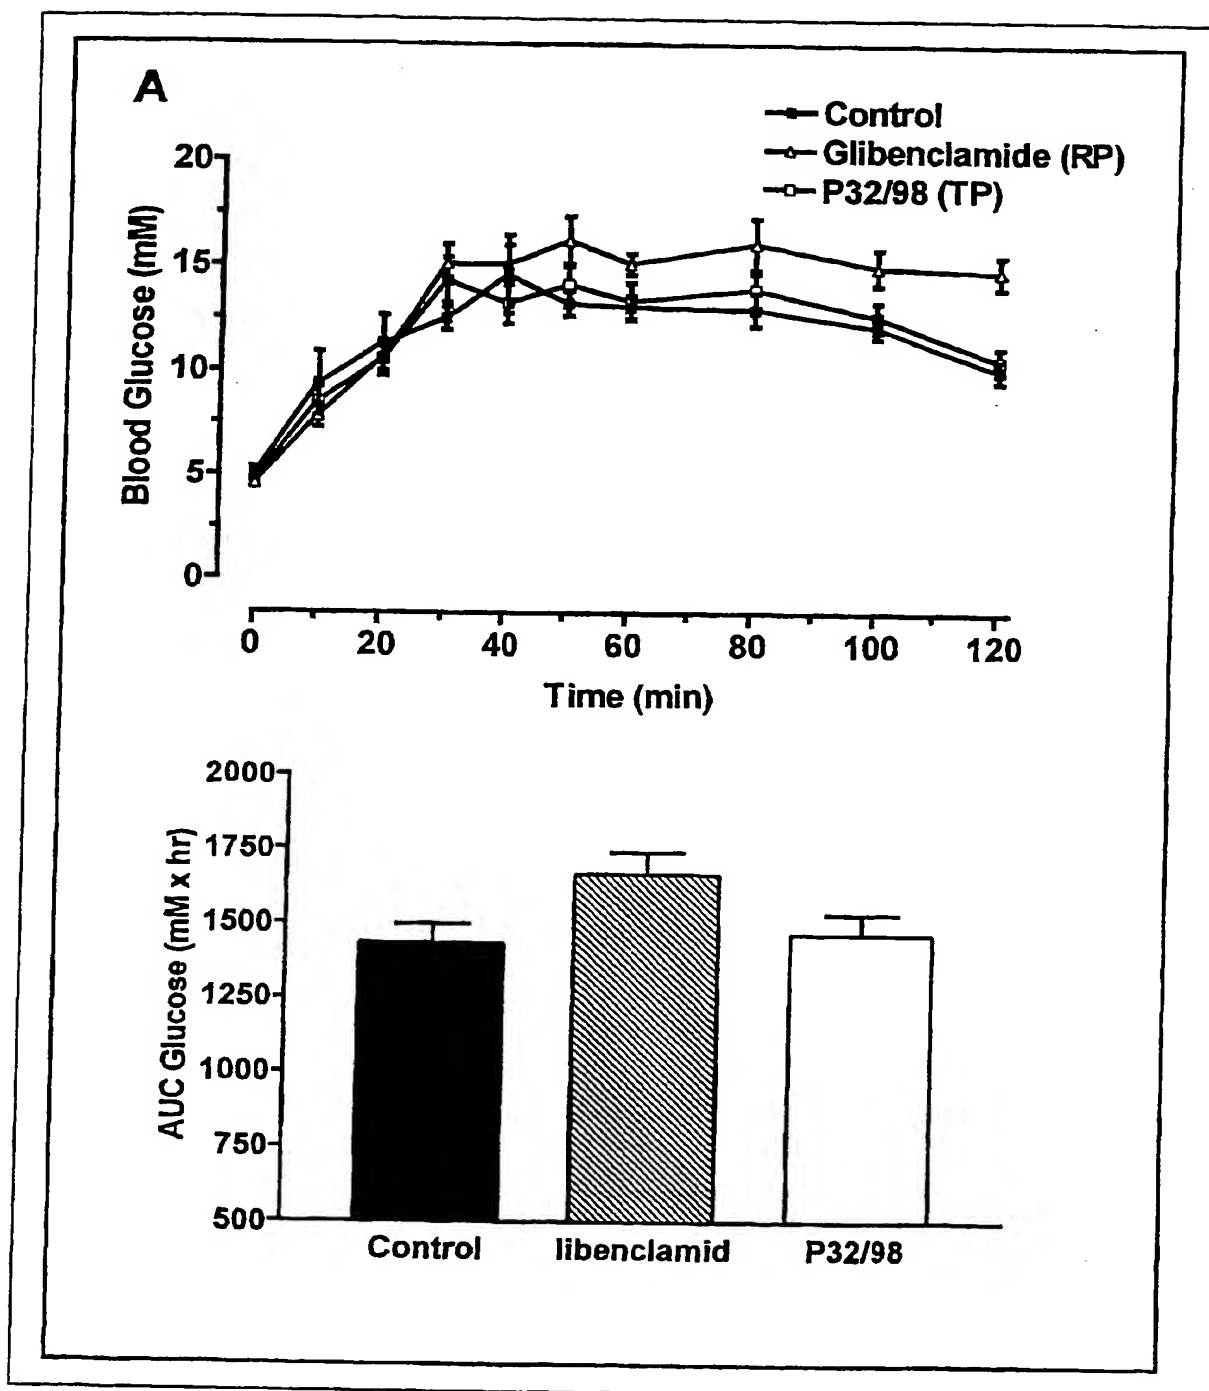 A
Control
Glibenclamide (RP)
P32/98 (TP)
Blood Glucose (mM)
20
15
10
5
0
0 20 40 60 80 100 120
Time (min)
AUC Glucose (mM x hr)
2000
1750
1500
1250
1000
750
500
Control libenclamid P32/98